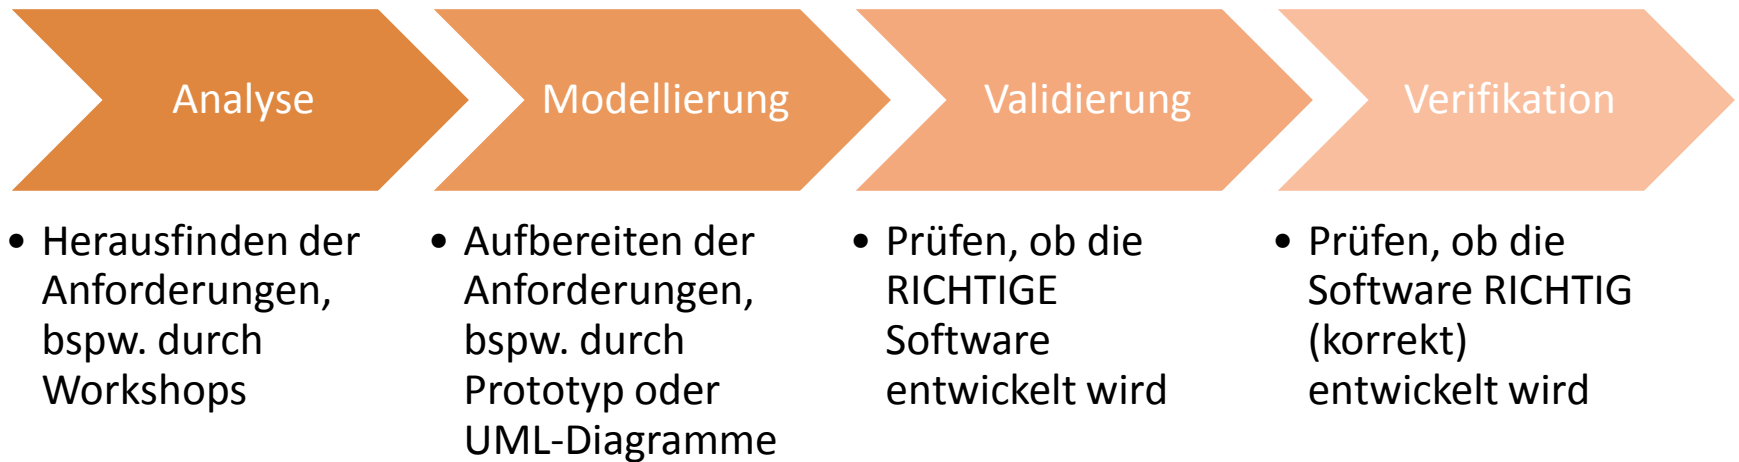 Analyse
Modellierung
Validierung
Verifikation
• Herausfinden der
Anforderungen,
bspw. durch
Workshops
• Aufbereiten der
Anforderungen,
bspw. durch
Prototyp oder
UML-Diagramme
• Prüfen, ob die
RICHTIGE
Software
entwickelt wird
• Prüfen, ob die
Software RICHTIG
(korrekt)
entwickelt wird